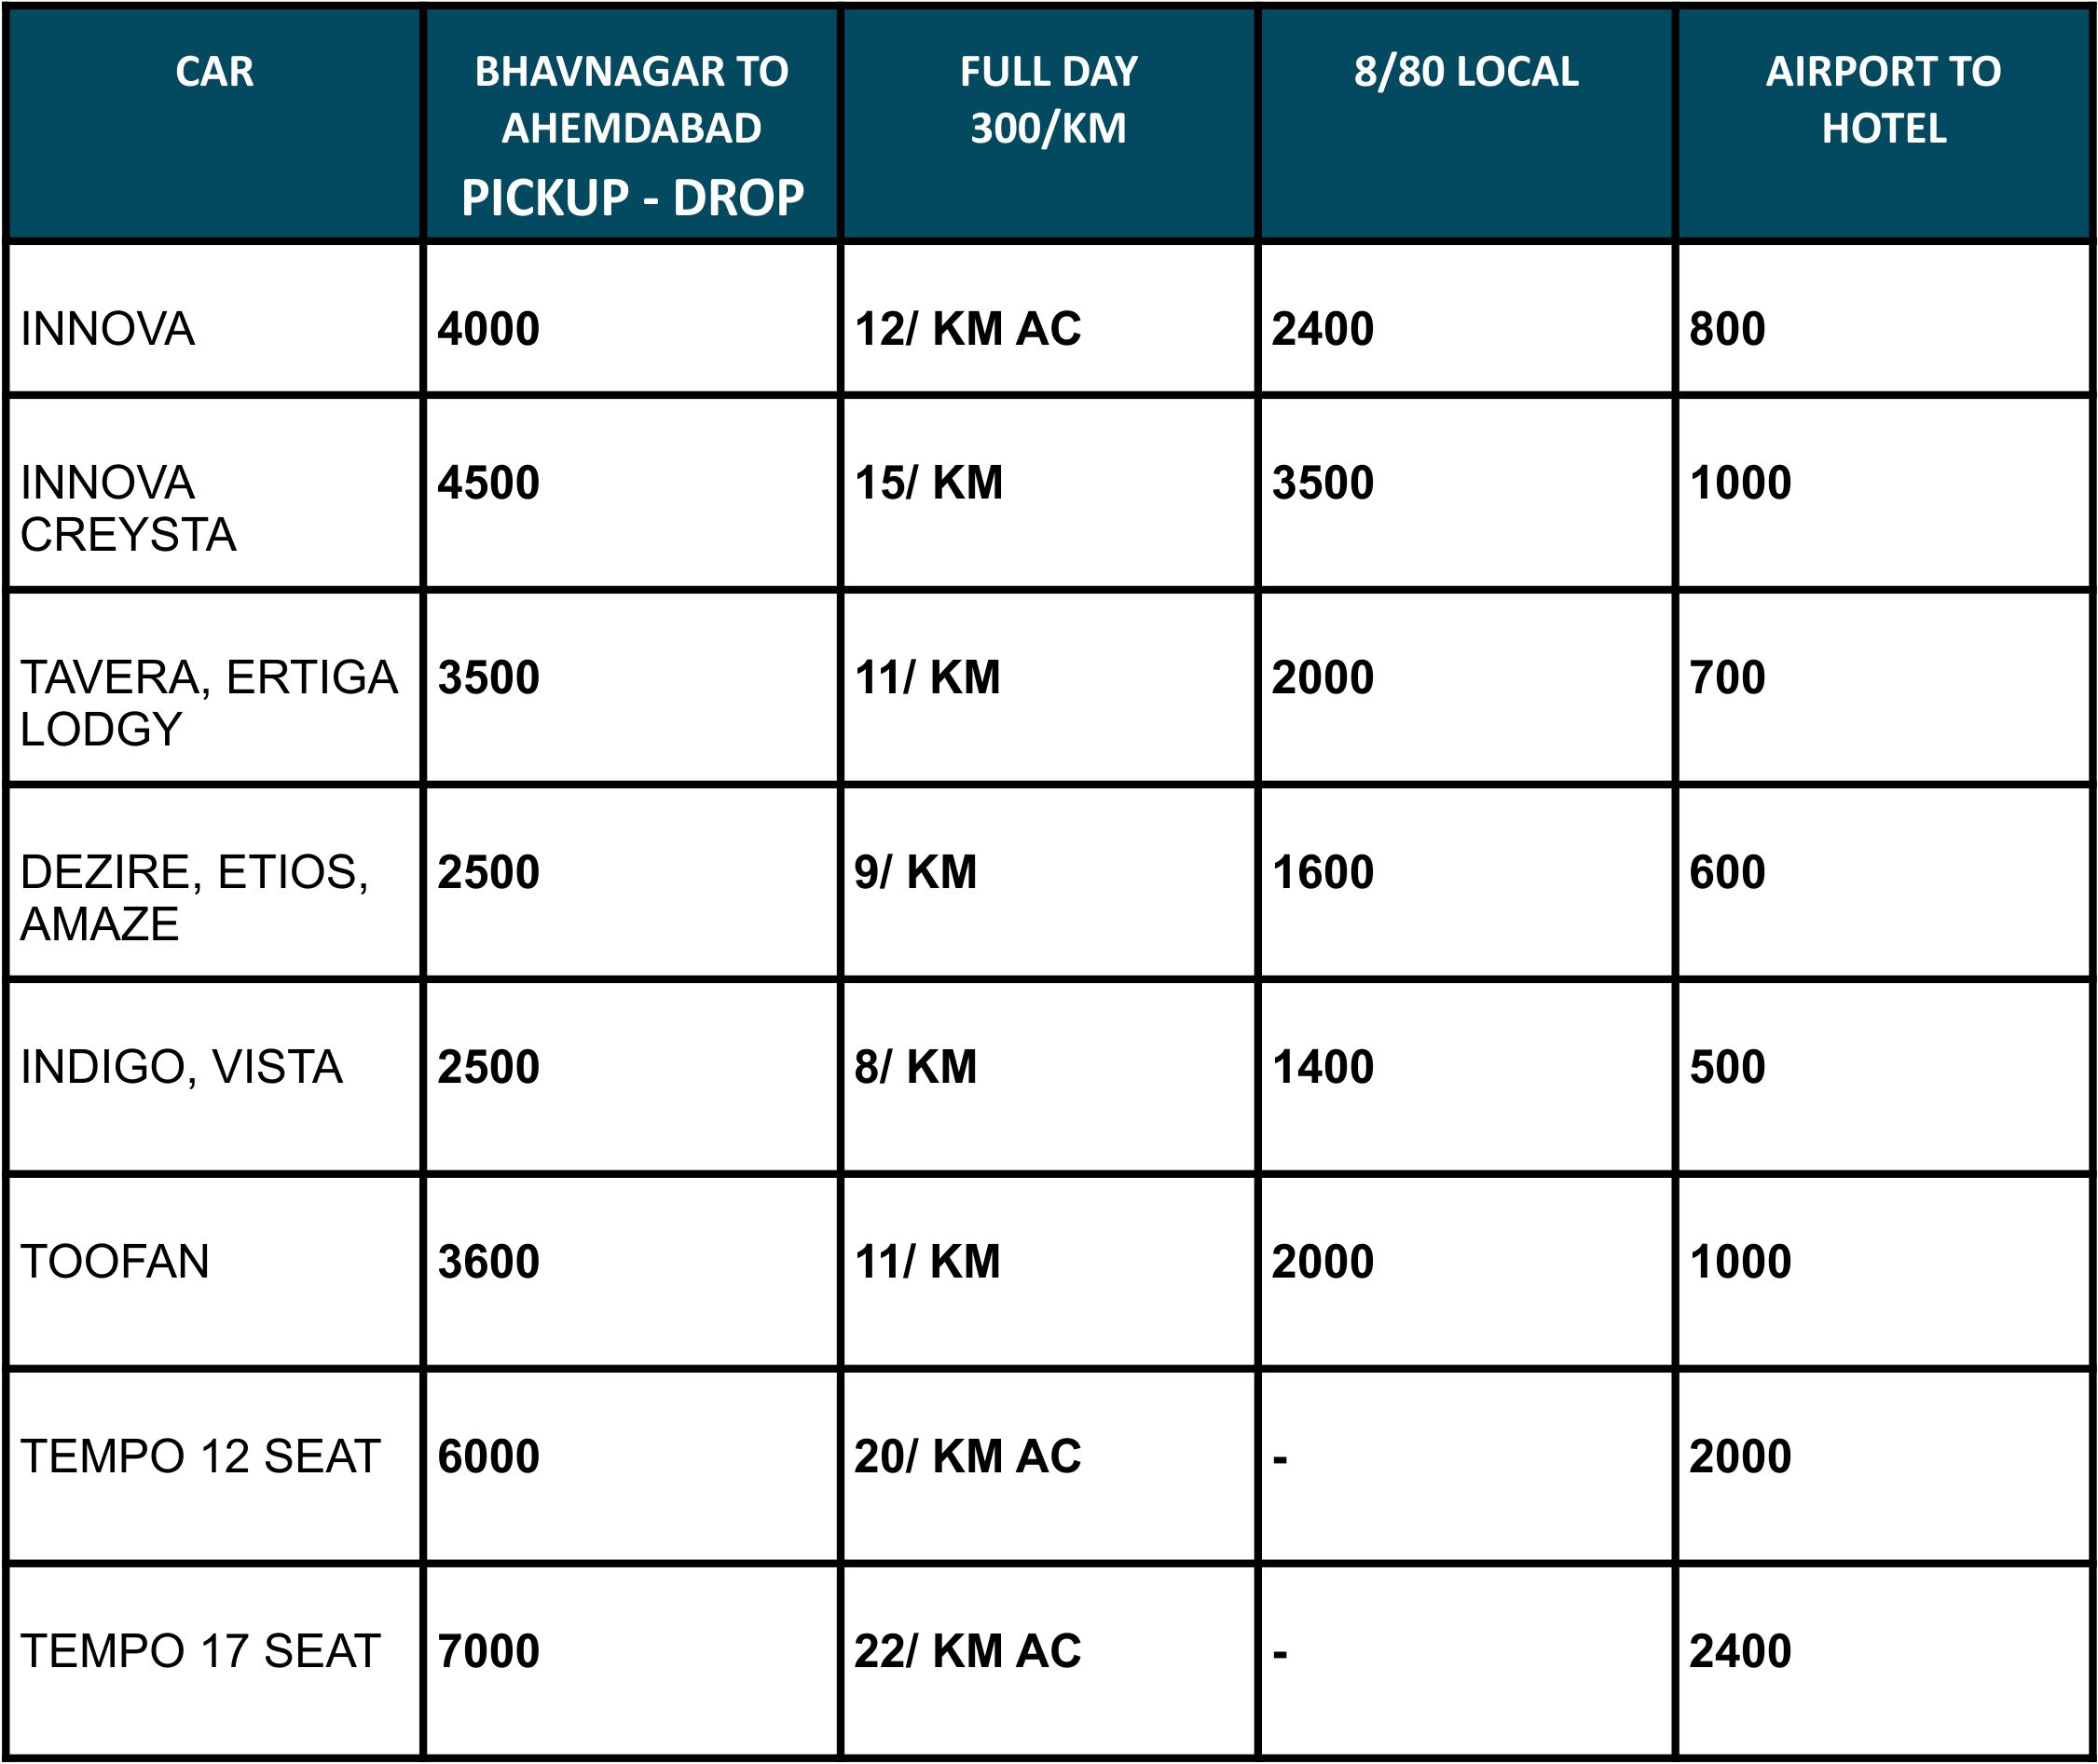 CAR
BHAVNAGAR TO
AHEMDABAD
PICKUP - DROP
FULL DAY
300/KM
8/80 LOCAL
AIRPORT TO
HOTEL
INNOVA
4000
12/ KM AC
2400
800
INNOVA
CREYSTA
4500
15/ KM
3500
1000
TAVERA, ERTIGA
LODGY
3500
11/ KM
2000
700
DEZIRE, ETIOS,
AMAZE
2500
9/ KM
1600
600
INDIGO, VISTA
2500
8/ KM
1400
500
TOOFAN
3600
11/ KM
2000
1000
TEMPO 12 SEAT
6000
20/ KM AC
-
2000
TEMPO 17 SEAT
7000
22/ KM AC
-
2400